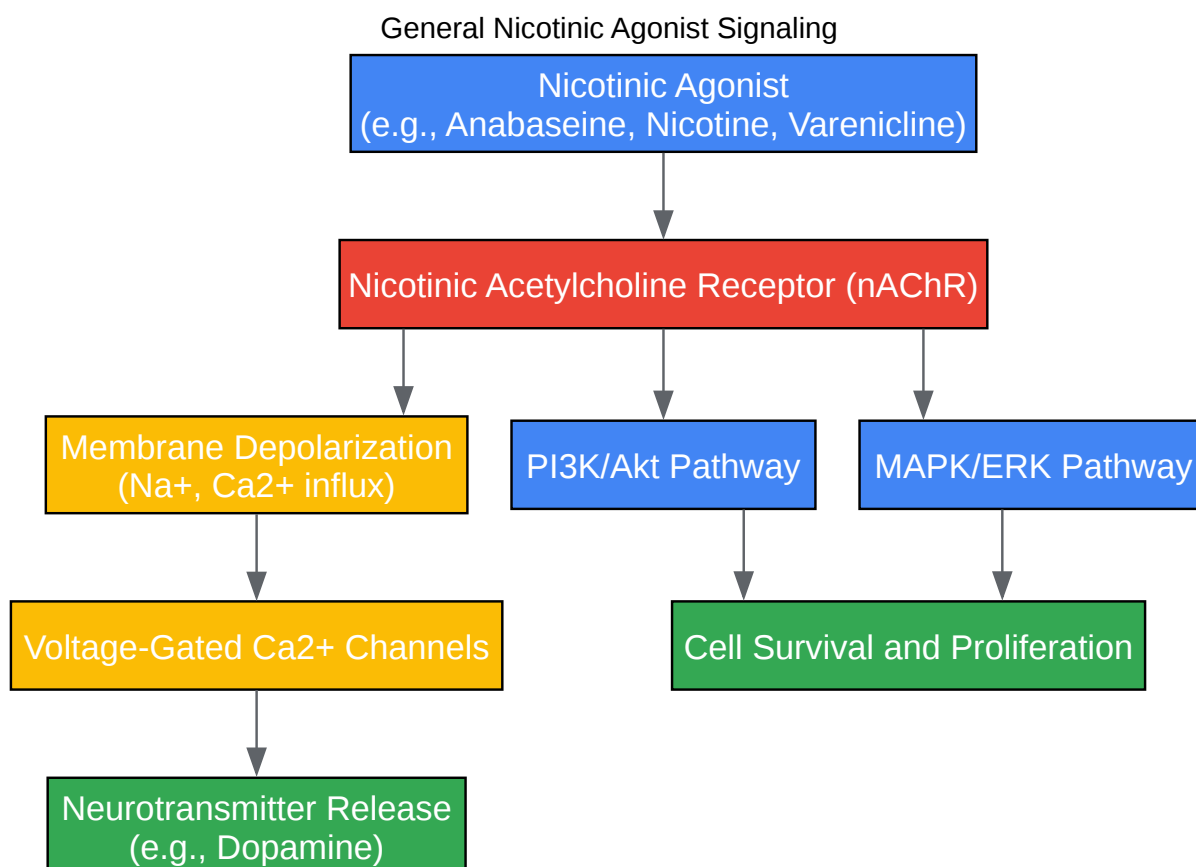 General Nicotinic Agonist Signaling
Nicotinic Agonist
(e.g., Anabaseine, Nicotine, Varenicline)
Nicotinic Acetylcholine Receptor (nAChR)
Membrane Depolarization
(Na+, Ca2+ influx)
PI3K/Akt Pathway
MAPK/ERK Pathway
Voltage-Gated Ca2+ Channels
Cell Survival and Proliferation
Neurotransmitter Release
(e.g., Dopamine)